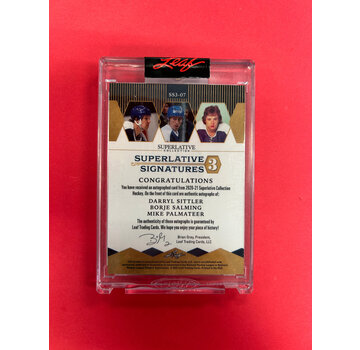 Leaf
SS3-07
SUPERLATIVE
COLLECTION
SUPERLATIVE
SIGNATURES 3
CONGRATULATIONS
You have received an autographed card from 2020-21 Superlative Collection
Hockey. On the front of this card are authentic autographs of:
DARRYL SITTLER
BORJE SALMING
MIKE PALMATEER
The authenticity of these autographs is guaranteed by
Leaf Trading Cards. We hope you enjoy your piece of history!
Brian Gray, President,
Leaf Trading Cards, LLC